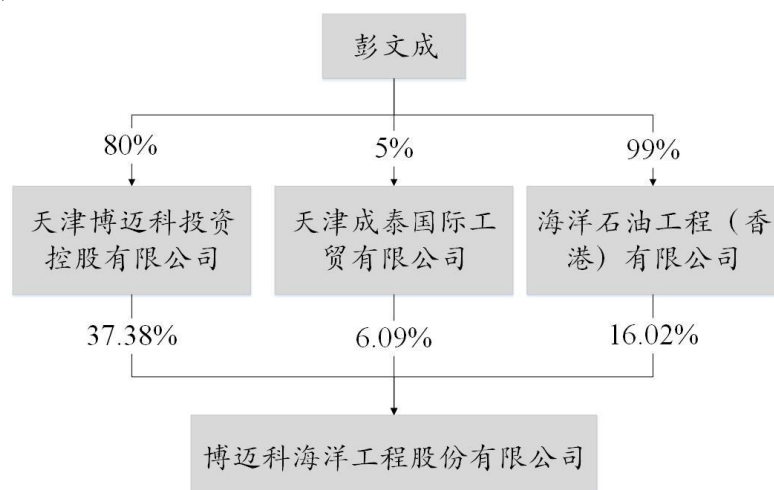 彭文成
80%
5%
99%
天津博迈科投资
控股有限公司
天津成泰国际工
贸有限公司
海洋石油工程（香
港）有限公司
37.38%
6.09%
16.02%
博迈科海洋工程股份有限公司